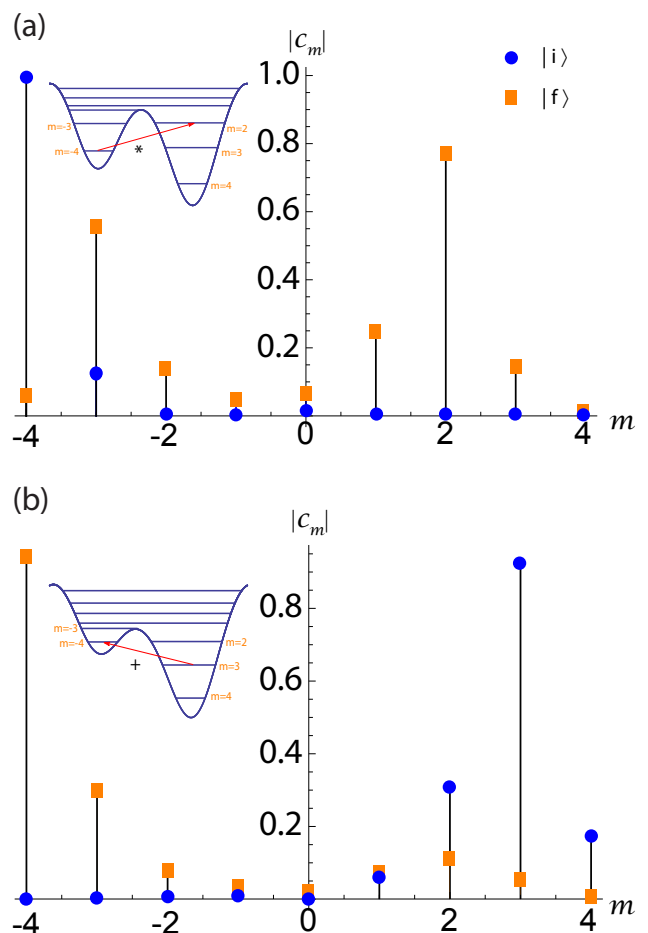 (a)
|c_m|
|i⟩
|f⟩
1.0
0.8
0.6
0.4
0.2
m=-3
m=-4
*
m=2
m=3
m=4
-4 -2 0 2 4 m
(b)
|c_m|
0.8
0.6
0.4
0.2
m=-3
m=-4
+
m=2
m=3
m=4
-4 -2 0 2 4 m